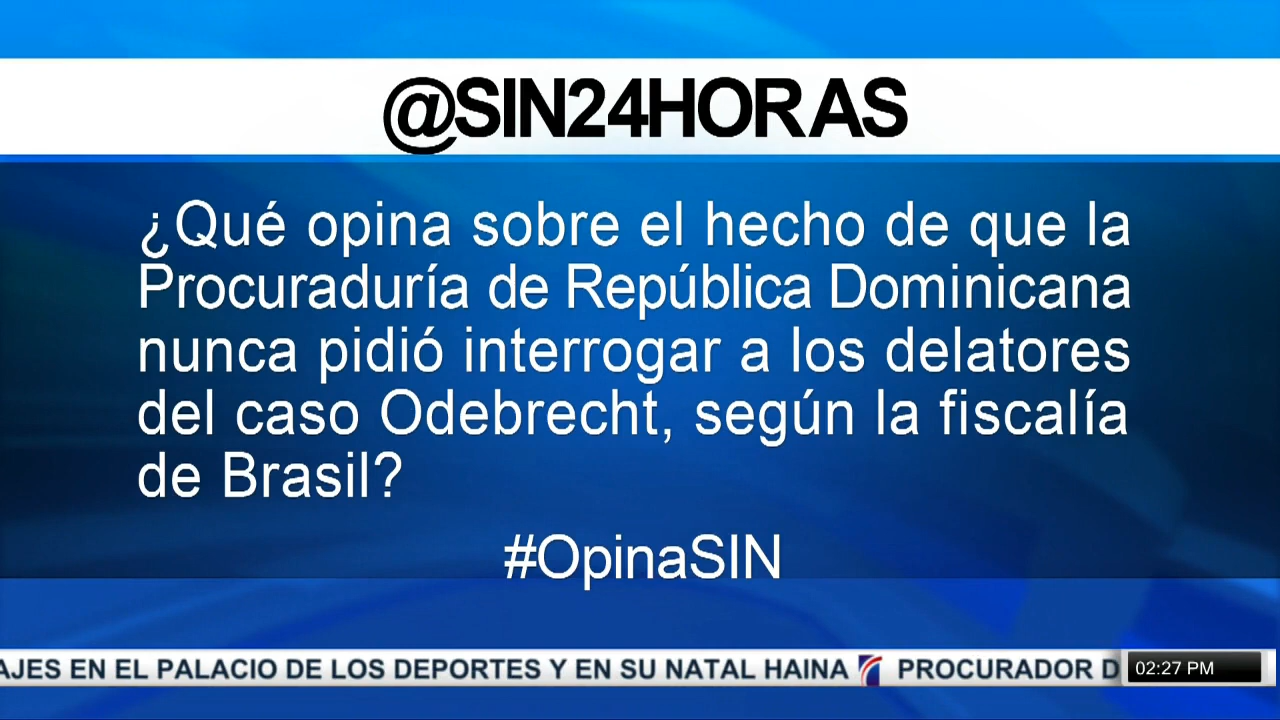 @SIN24HORAS
¿Qué opina sobre el hecho de que la
Procuraduría de República Dominicana
nunca pidió interrogar a los delatores
del caso Odebrecht, según la fiscalía
de Brasil?
#OpinaSIN
AJES EN EL PALACIO DE LOS DEPORTES Y EN SU NATAL HAINA PROCURADOR D 02:27 PM